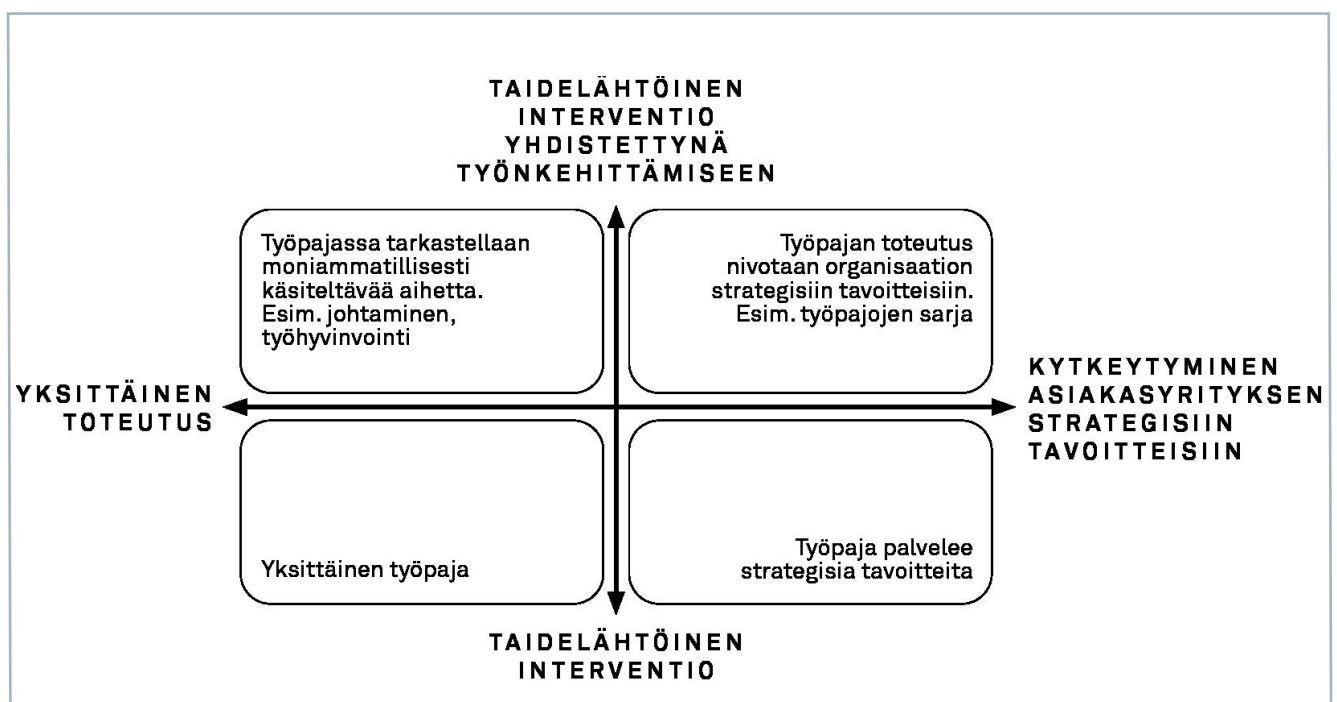 TAIDELÄHTÖINEN
INTERVENTIO
YHDISTETTYNÄ
TYÖNKEHITTÄMISEEN
Työpajassa tarkastellaan
moniammatillisesti
käsiteltävää aihetta.
Esim. johtaminen,
työhyvinvointi
Työpajan toteutus
nivotaan organisaation
strategisiin tavoitteisiin.
Esim. työpajojen sarja
YKSITTÄINEN
TOTEUTUS
KYTKEYTYMINEN
ASIAKASYRITYKSEN
STRATEGISIIN
TAVOITTEISIIN
Yksittäinen työpaja
Työpaja palvelee
strategisia tavoitteita
TAIDELÄHTÖINEN
INTERVENTIO